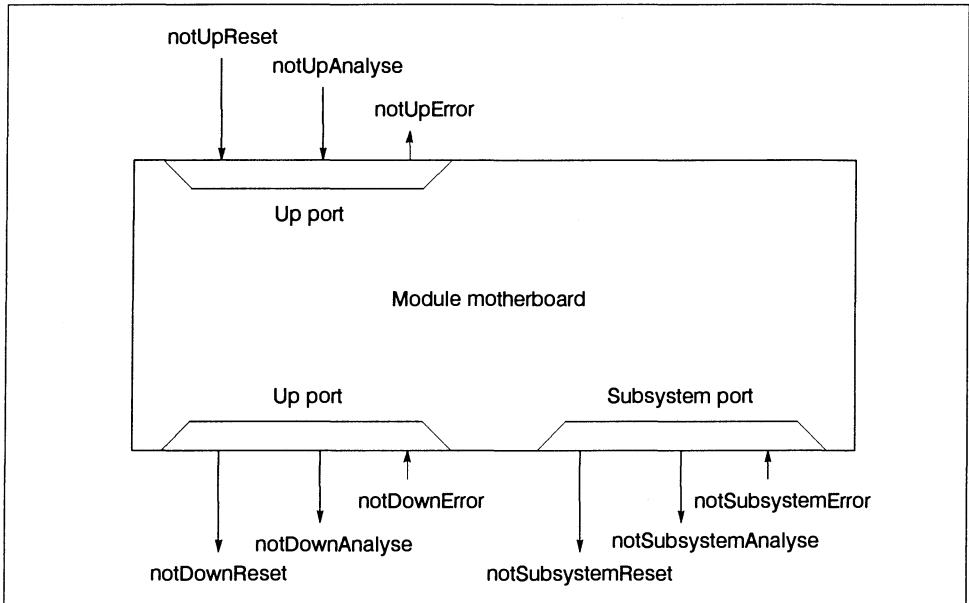 notUpReset
notUpAnalyse
notUpError
Up port
Module motherboard
Up port
Subsystem port
notDownError
notSubsystemError
notDownAnalyse
notSubsystemAnalyse
notDownReset
notSubsystemReset